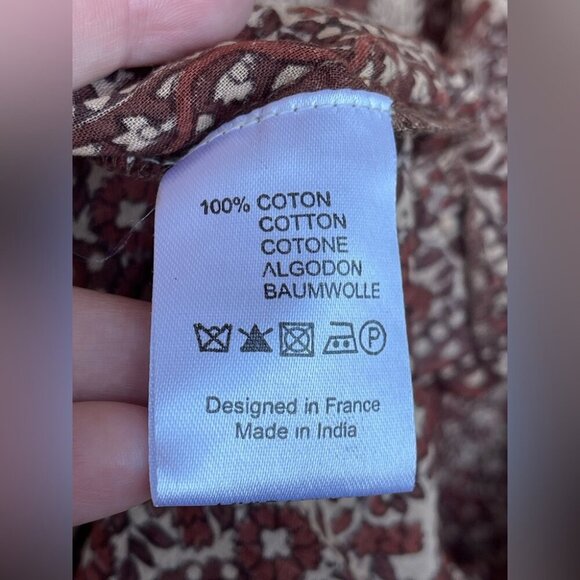 100% COTON
COTTON
COTONE
ALGODON
BAUMWOLLE
P
Designed in France
Made in India